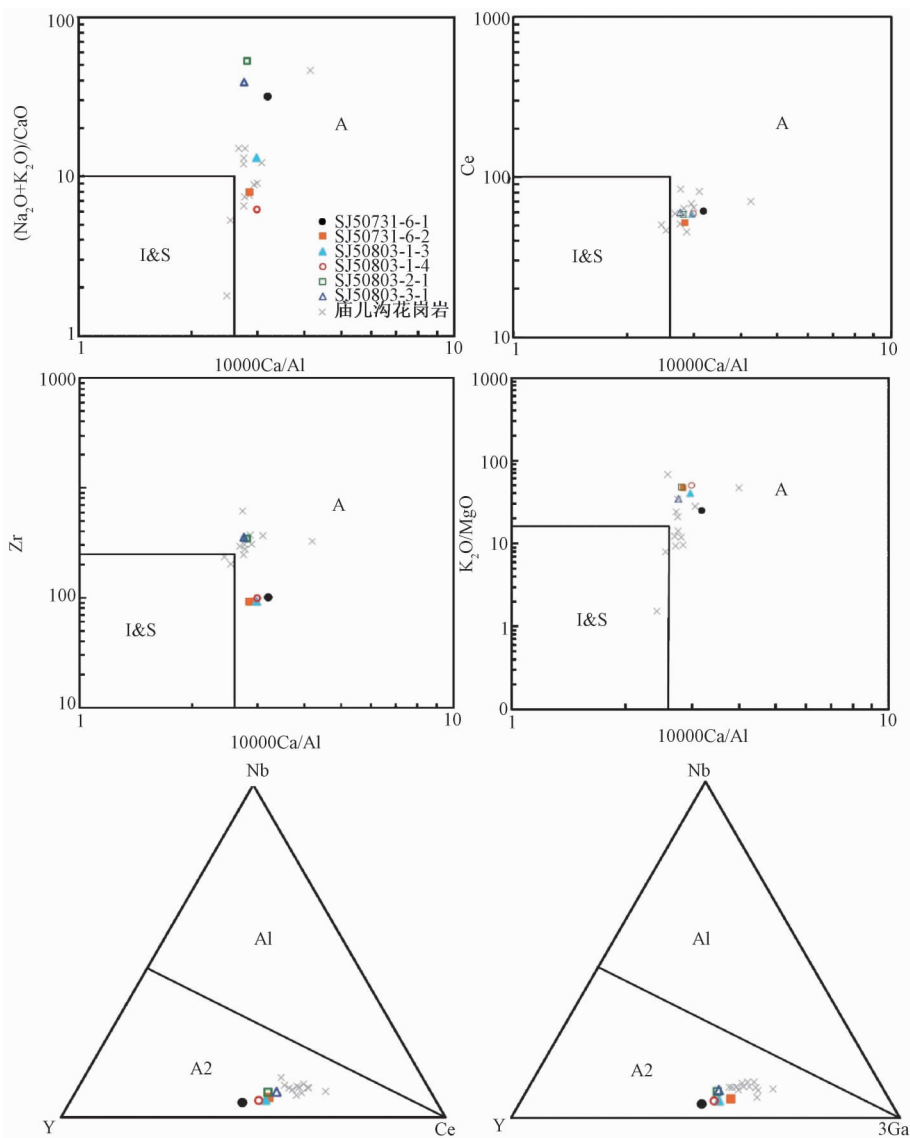 100
(Na₂O+K₂O)/CaO
A
10
I&S
SJ50731-6-1
SJ50731-6-2
SJ50803-1-3
SJ50803-1-4
SJ50803-2-1
SJ50803-3-1
庙儿沟花岗岩
1
1
10
10000Ca/Al
1000
Ce
A
100
I&S
10
1
10
10000Ca/Al
1000
Zr
A
100
I&S
10
1
10
10000Ca/Al
1000
100
K₂O/MgO
A
10
I&S
1
0
1
10
10000Ca/Al
Nb
Al
A2
Y
Ce
Nb
Al
A2
Y
3Ga